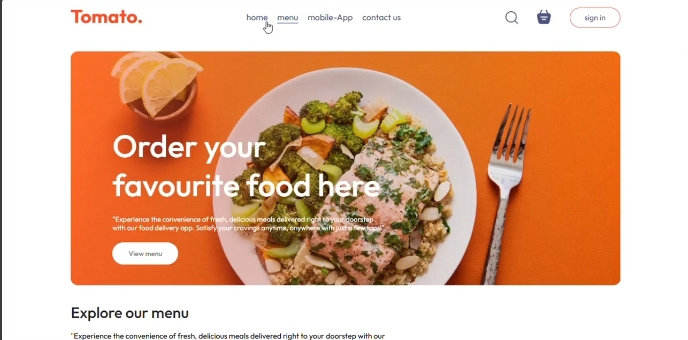 Tomato.
home menu mobile-App contact us sign in
Order your
favourite food here
"Experience the convenience of fresh, delicious meals delivered right to your doorstep
with our food delivery app. Satisfy your cravings anytime, anywhere with just a few taps!"
View menu
Explore our menu
"Experience the convenience of fresh, delicious meals delivered right to your doorstep with our